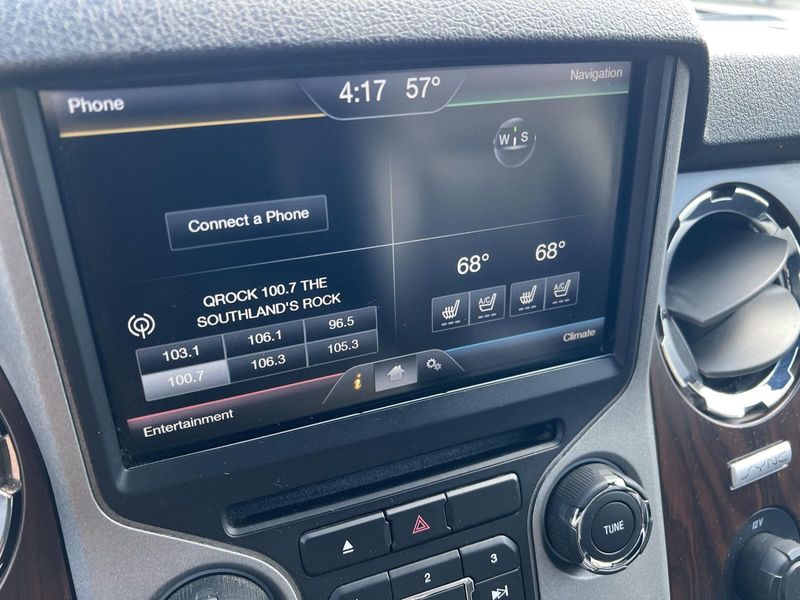 Phone
4:17 57°
Navigation
W S
Connect a Phone
68° 68°
A/C A/C
QROCK 100.7 THE
SOUTHLAND'S ROCK
103.1 106.1 96.5
100.7 106.3 105.3
Climate
i
Entertainment
SYNC
TUNE
12V
2 3